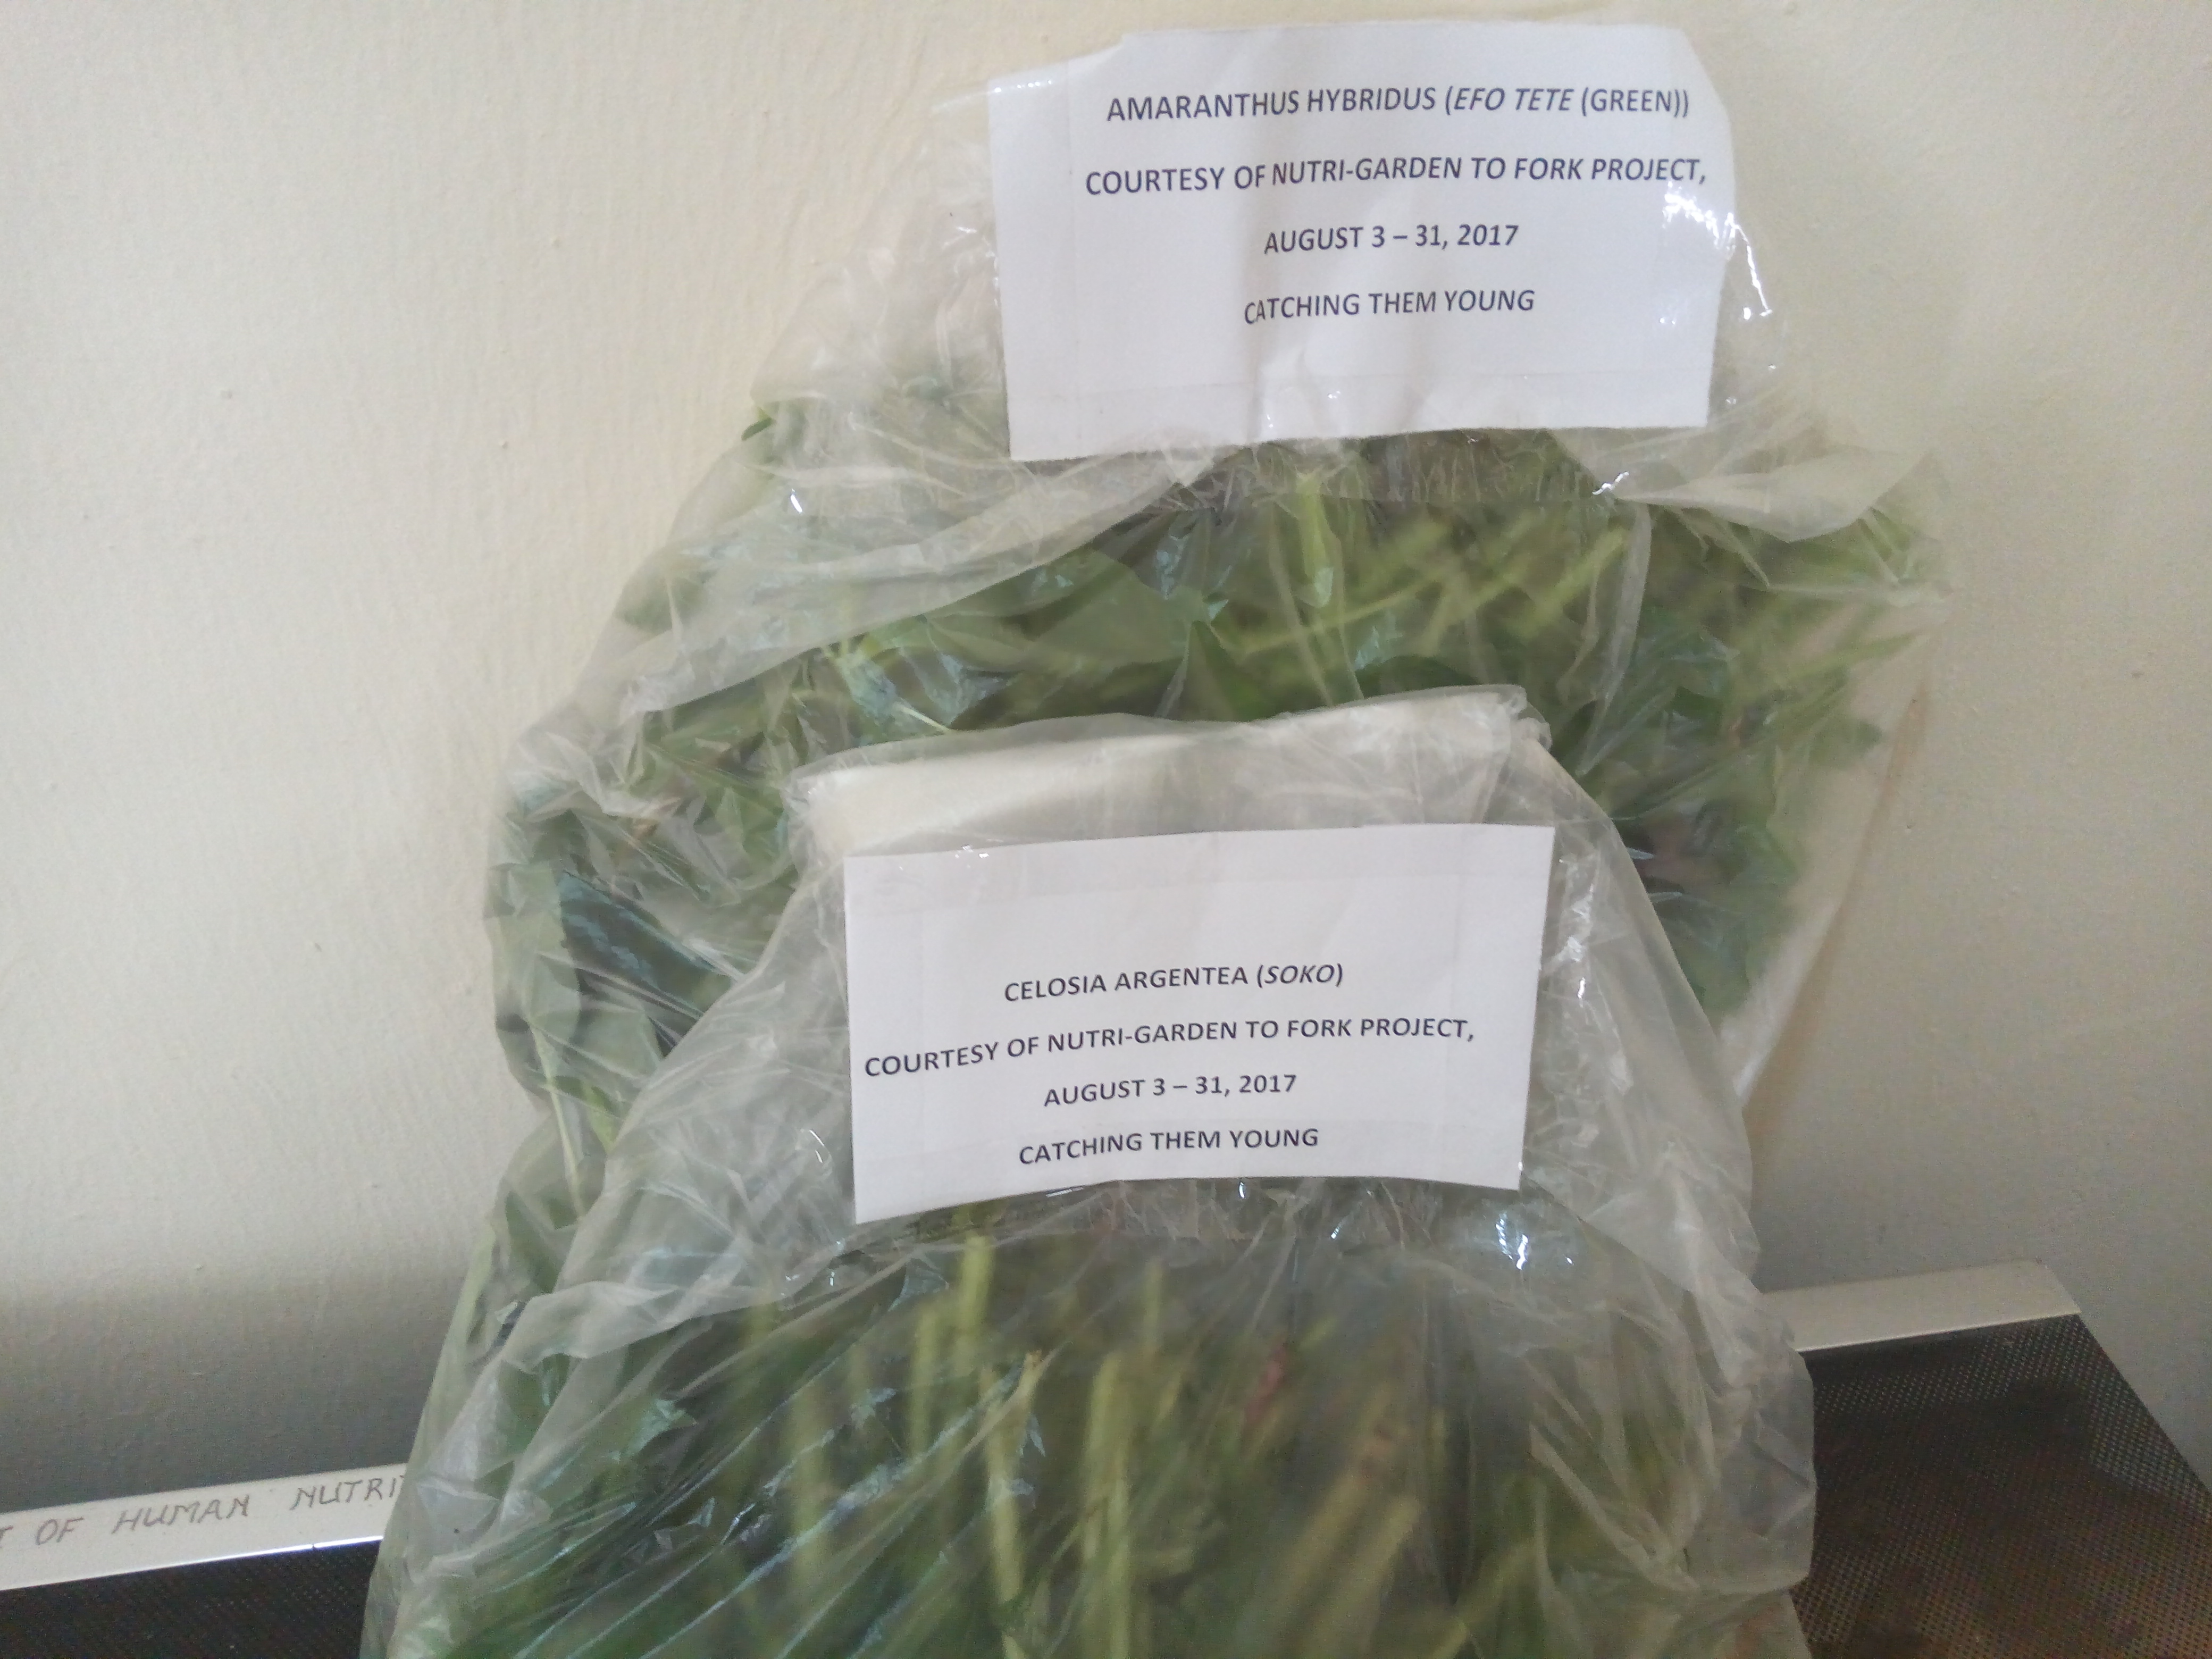 AMARANTHUS HYBRIDUS (EFO TETE (GREEN))
COURTESY OF NUTRI-GARDEN TO FORK PROJECT,
AUGUST 3 – 31, 2017
CATCHING THEM YOUNG
CELOSIA ARGENTEA (SOKO)
COURTESY OF NUTRI-GARDEN TO FORK PROJECT,
AUGUST 3 – 31, 2017
CATCHING THEM YOUNG
OF HUMAN